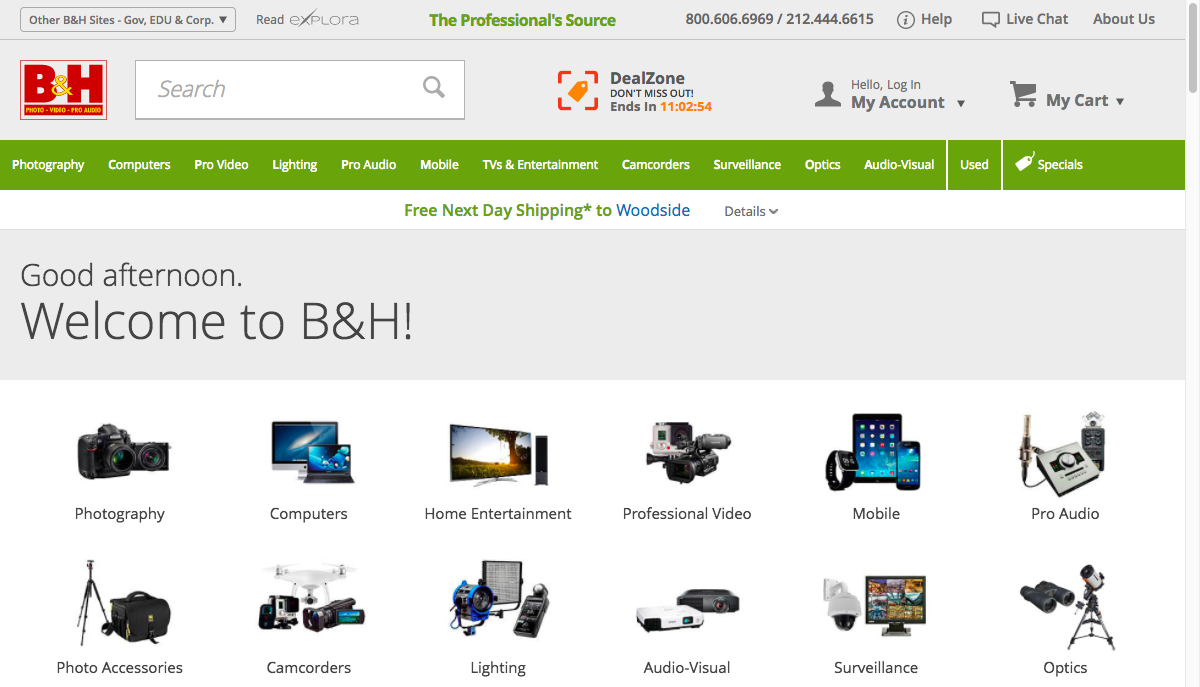 Other B&H Sites - Gov, EDU & Corp. ▼
Read eXPLORA
The Professional's Source
800.606.6969 / 212.444.6615
Help
Live Chat
About Us
B&H
PHOTO - VIDEO - PRO AUDIO
Search
DealZone
DON'T MISS OUT!
Ends In 11:02:54
Hello, Log In
My Account ▼
My Cart ▼
Photography Computers Pro Video Lighting Pro Audio Mobile TVs & Entertainment Camcorders Surveillance Optics Audio-Visual Used Specials
Free Next Day Shipping* to Woodside Details
Good afternoon.
Welcome to B&H!
Photography Computers Home Entertainment Professional Video Mobile Pro Audio
Photo Accessories Camcorders Lighting Audio-Visual Surveillance Optics